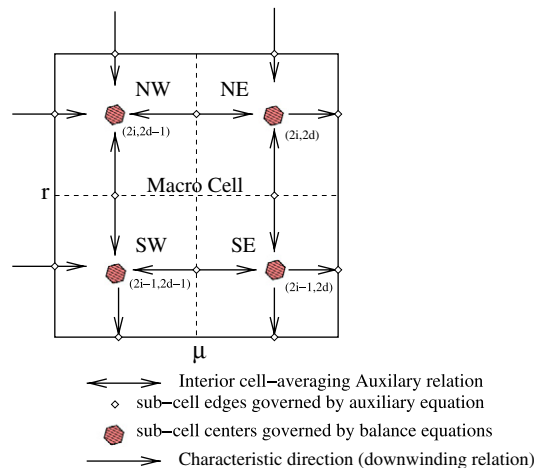 NW NE
(2i,2d−1) (2i,2d)
r Macro Cell
SW SE
(2i−1,2d−1) (2i−1,2d)
μ
Interior cell−averaging Auxilary relation
sub−cell edges governed by auxiliary equation
sub−cell centers governed by balance equations
Characteristic direction (downwinding relation)